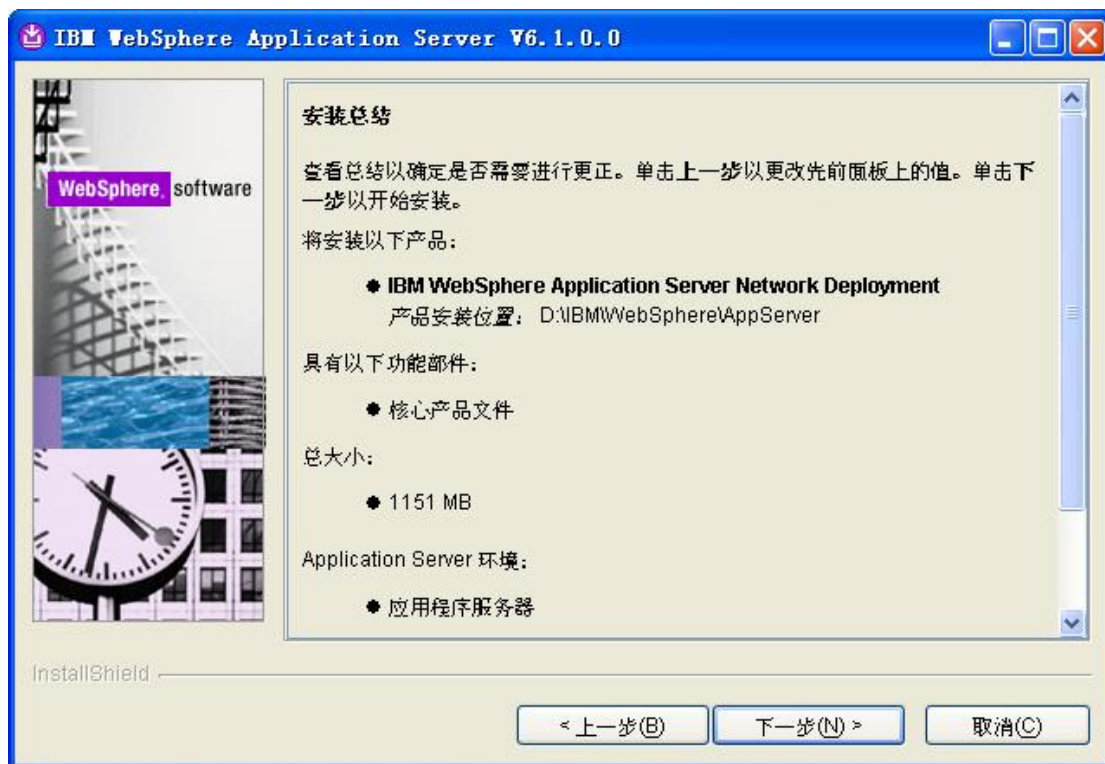 IBM WebSphere Application Server V6.1.0.0
WebSphere. software
安装总结
查看总结以确定是否需要进行更正。单击上一步以更改先前面板上的值。单击下
一步以开始安装。
将安装以下产品：
● IBM WebSphere Application Server Network Deployment
产品安装位置： D:\IBM\WebSphere\AppServer
具有以下功能部件：
● 核心产品文件
总大小：
● 1151 MB
Application Server 环境：
● 应用程序服务器
InstallShield
< 上一步(B)
下一步(N) >
取消(C)